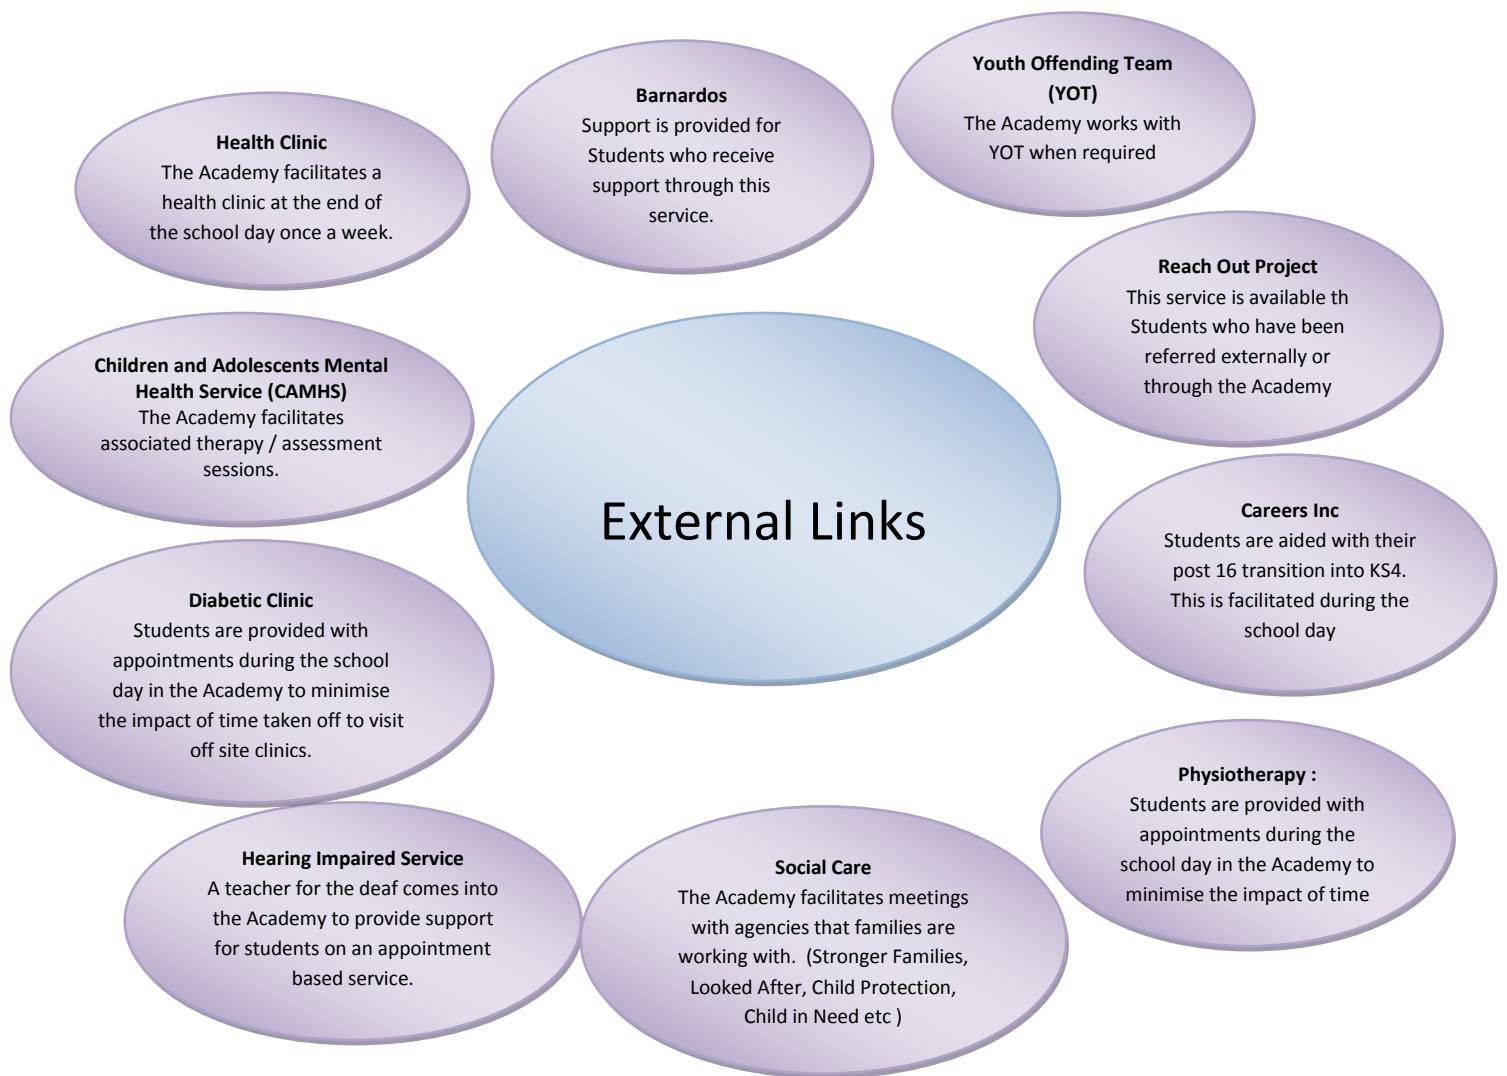 Health Clinic
The Academy facilitates a
health clinic at the end of
the school day once a week.
Barnardos
Support is provided for
Students who receive
support through this
service.
Youth Offending Team
(YOT)
The Academy works with
YOT when required
Reach Out Project
This service is available th
Students who have been
referred externally or
through the Academy
Children and Adolescents Mental
Health Service (CAMHS)
The Academy facilitates
associated therapy / assessment
sessions.
External Links
Careers Inc
Students are aided with their
post 16 transition into KS4.
This is facilitated during the
school day
Diabetic Clinic
Students are provided with
appointments during the school
day in the Academy to minimise
the impact of time taken off to visit
off site clinics.
Physiotherapy :
Students are provided with
appointments during the
school day in the Academy to
minimise the impact of time
Hearing Impaired Service
A teacher for the deaf comes into
the Academy to provide support
for students on an appointment
based service.
Social Care
The Academy facilitates meetings
with agencies that families are
working with.  (Stronger Families,
Looked After, Child Protection,
Child in Need etc )